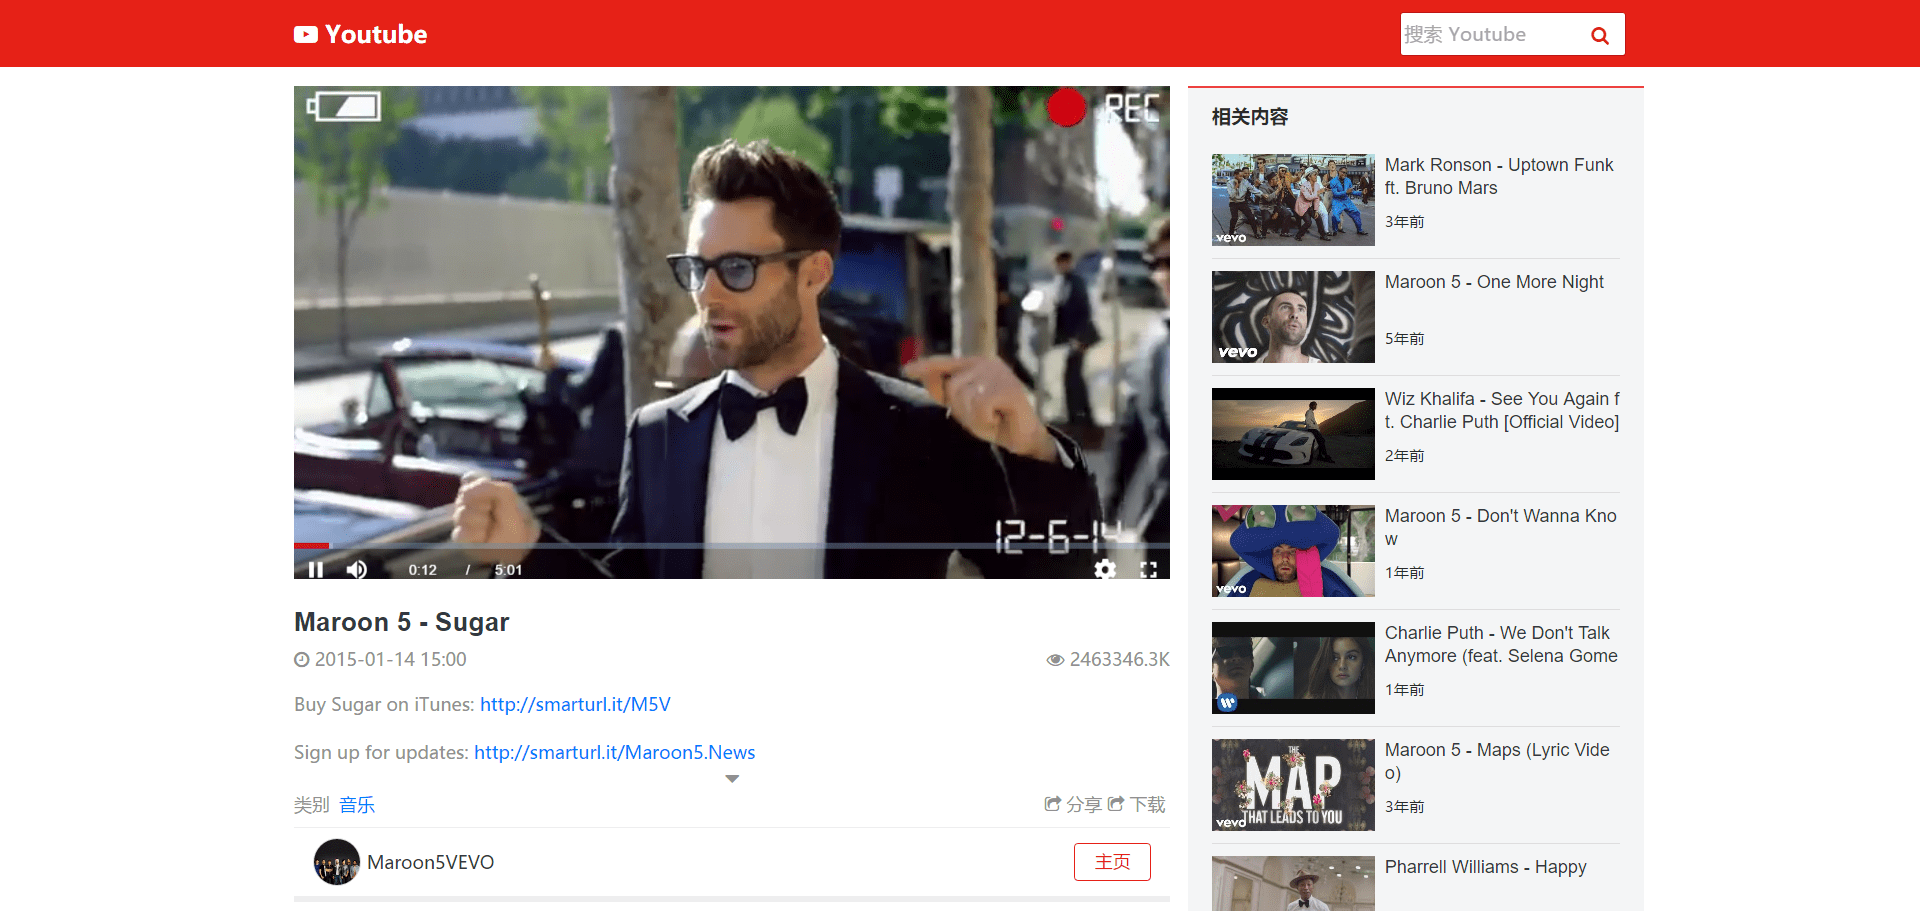 Youtube
搜索 Youtube
REC
12-6-14
0:12 / 5:01
Maroon 5 - Sugar
2015-01-14 15:00
2463346.3K
Buy Sugar on iTunes: http://smarturl.it/M5V
Sign up for updates: http://smarturl.it/Maroon5.News
类别 音乐
分享 下载
Maroon5VEVO
主页
相关内容
vevo
Mark Ronson - Uptown Funk
ft. Bruno Mars
3年前
vevo
Maroon 5 - One More Night
5年前
Wiz Khalifa - See You Again f
t. Charlie Puth [Official Video]
2年前
vevo
Maroon 5 - Don't Wanna Kno
w
1年前
Charlie Puth - We Don't Talk
Anymore (feat. Selena Gome
1年前
THE
MAP
THAT LEADS TO YOU
vevo
Maroon 5 - Maps (Lyric Vide
o)
3年前
Pharrell Williams - Happy